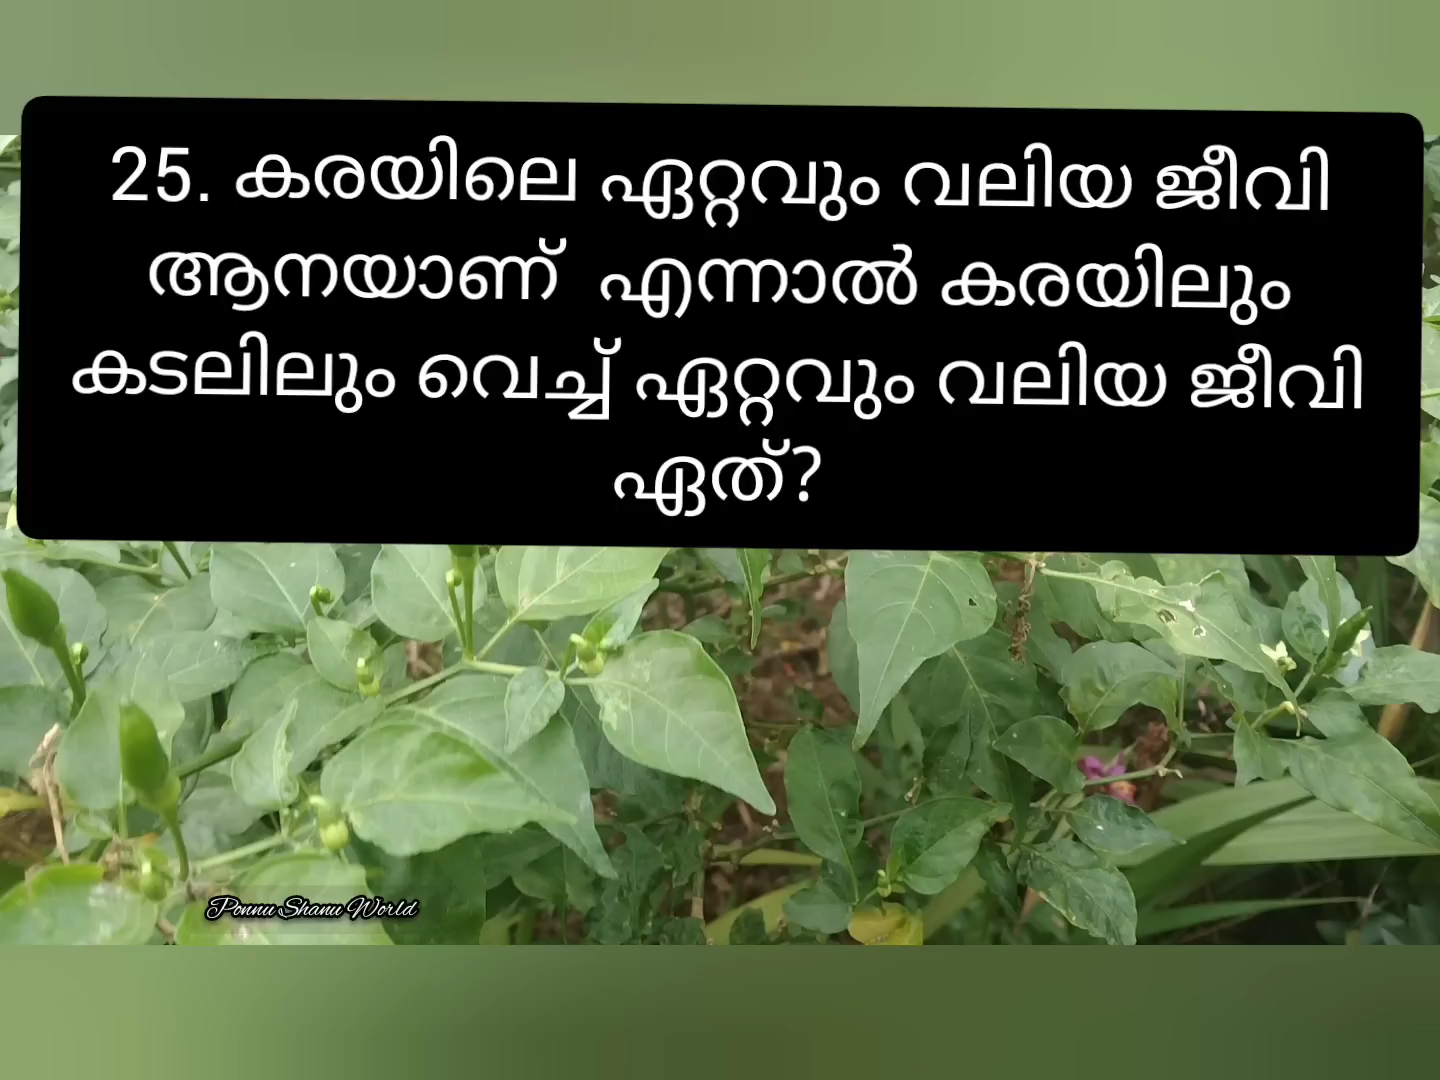 25. കരയിലെ ഏറ്റവും വലിയ ജീവി
ആനയാണ് എന്നാൽ കരയിലും
കടലിലും വെച്ച് ഏറ്റവും വലിയ ജീവി
ഏത്?
Ponnu Shanu World